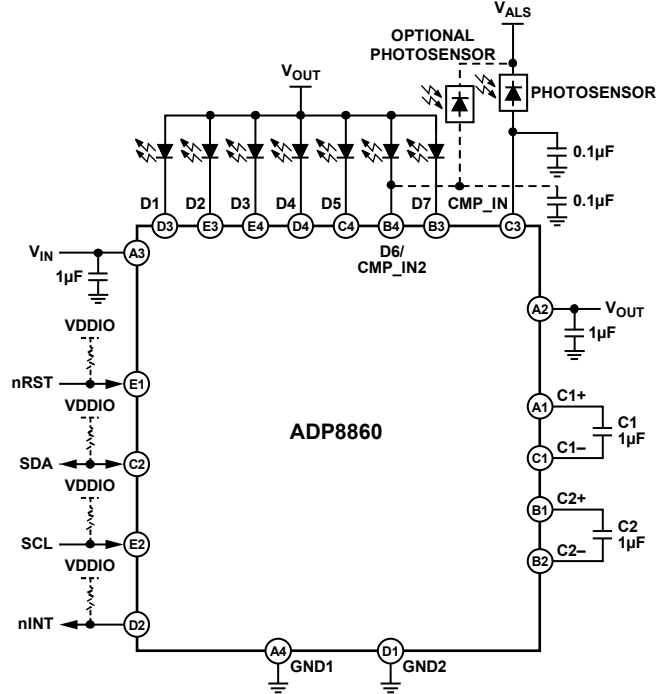 VALS
OPTIONAL
PHOTOSENSOR
VOUT
PHOTOSENSOR
0.1µF
0.1µF
D1 D2 D3 D4 D5 D7 CMP_IN
D3 E3 E4 D4 C4 B4 B3 C3
D6/
CMP_IN2
VIN
A3
1µF
A2
VOUT
1µF
VDDIO
nRST
E1
VDDIO
SDA
C2
VDDIO
SCL
E2
VDDIO
nINT
D2
ADP8860
A1
C1+
C1
1µF
C1
C1–
B1
C2+
C2
1µF
B2
C2–
A4
GND1
D1
GND2